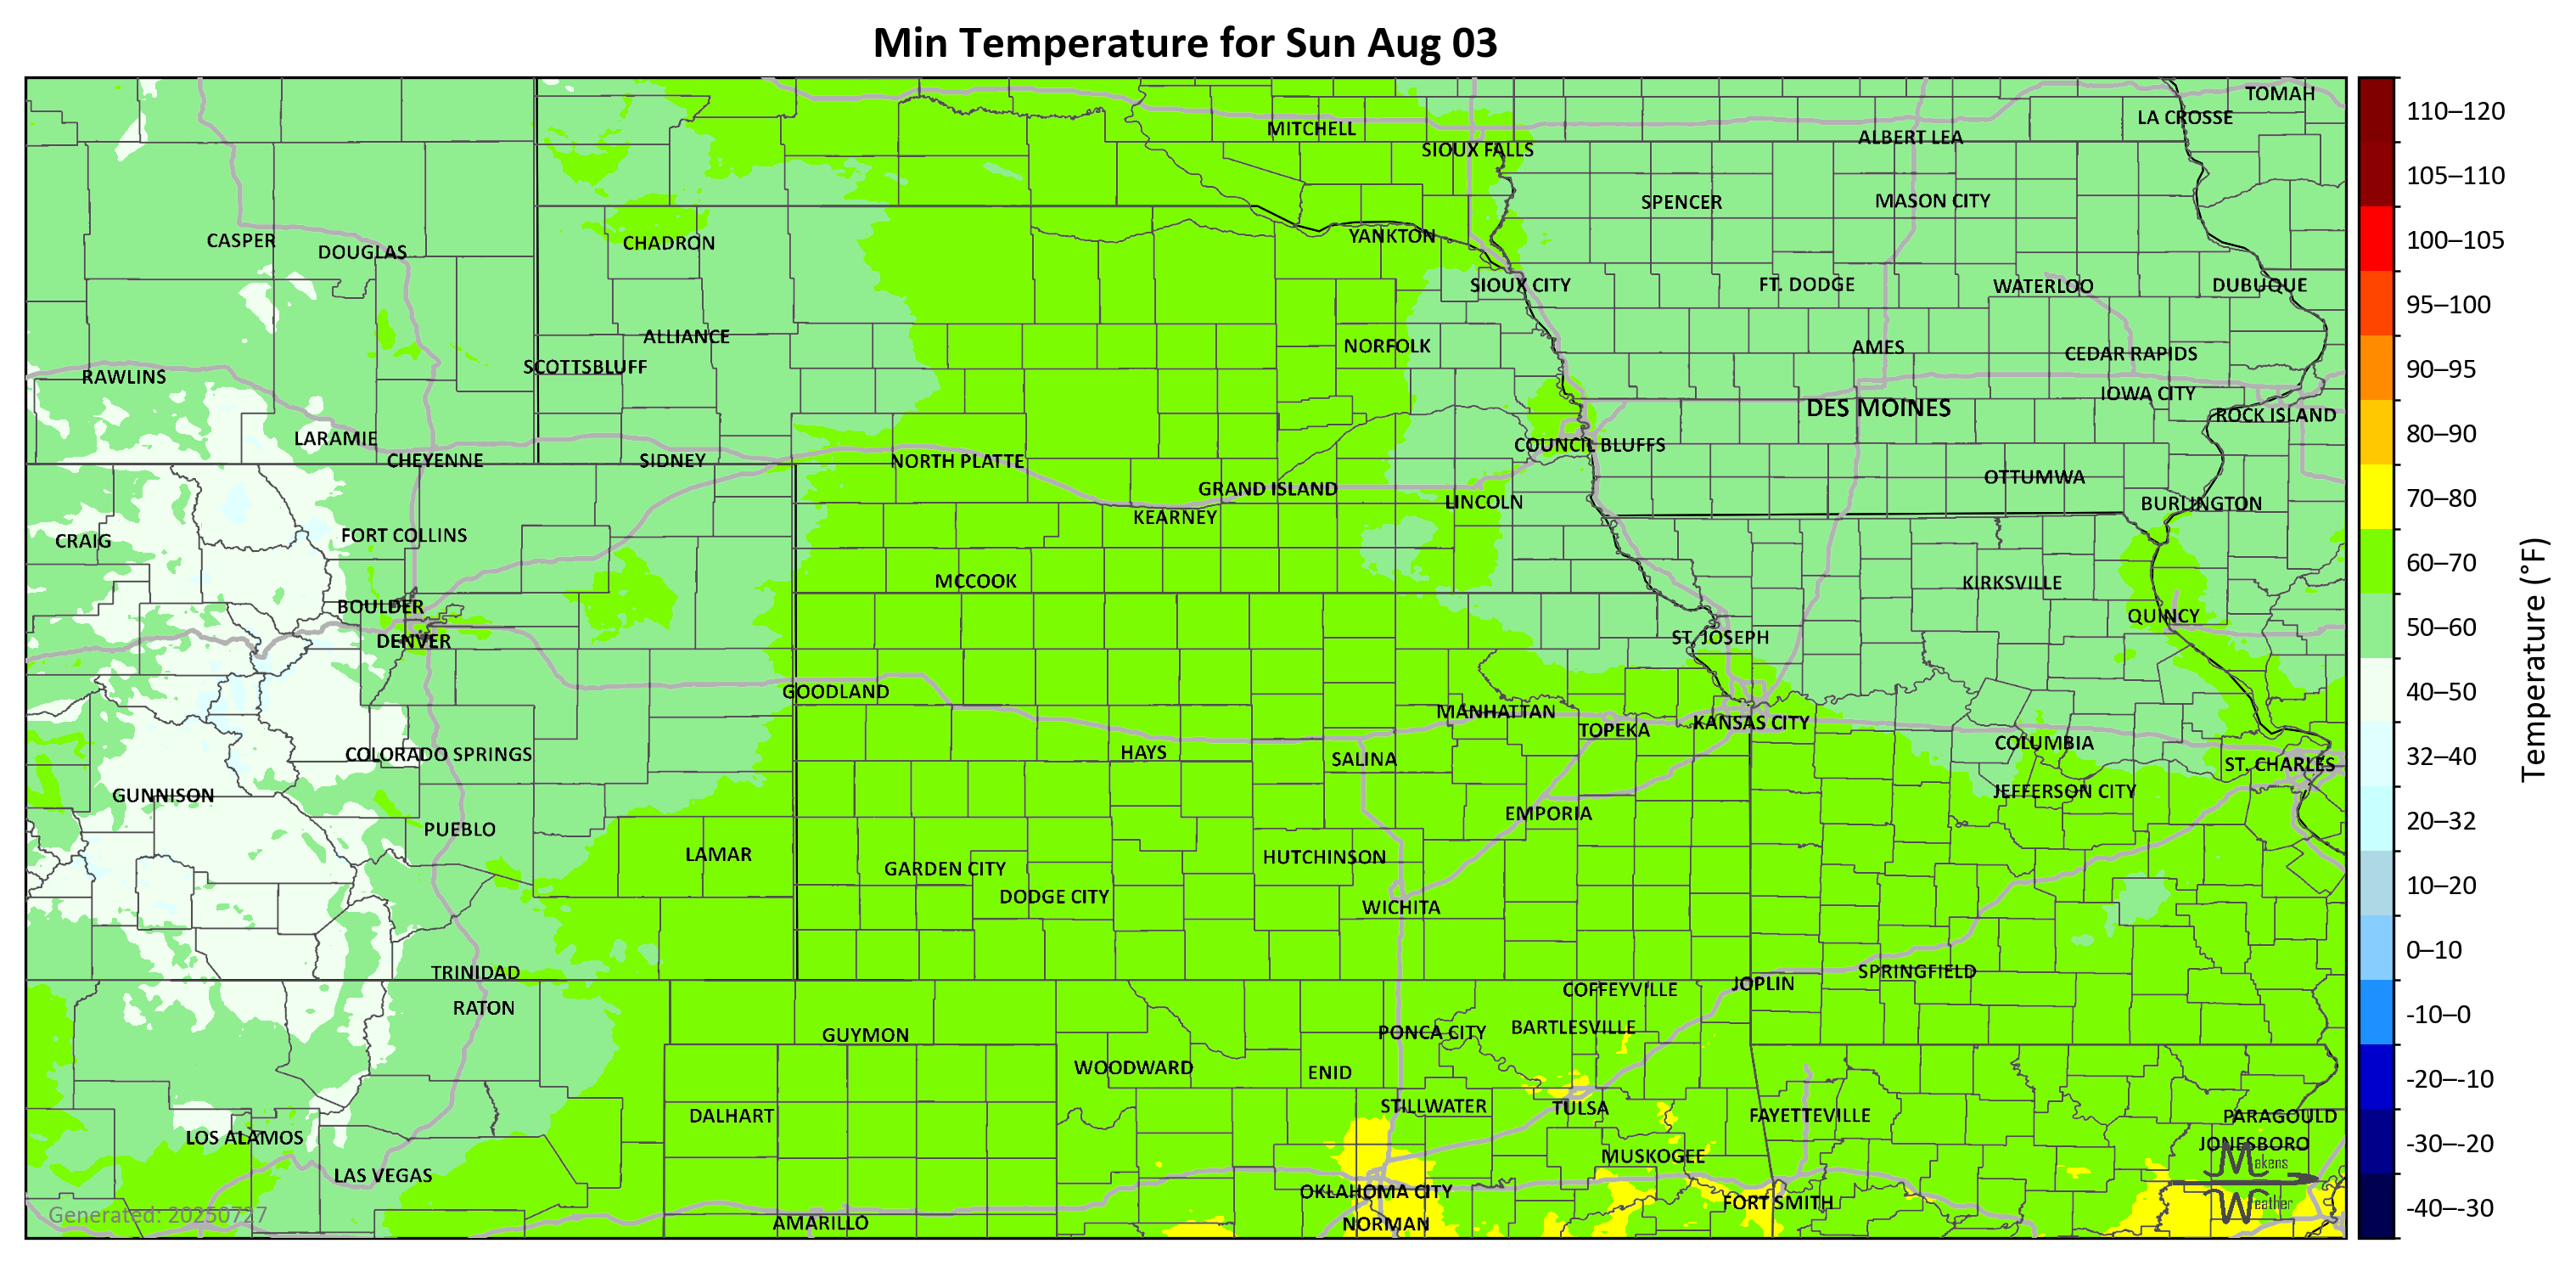 Min Temperature for Sun Aug 03
TOMAH
LA CROSSE
MITCHELL
ALBERT LEA
SIOUX FALLS
SPENCER
MASON CITY
CASPER
DOUGLAS
CHADRON
YANKTON
SIOUX CITY
FT. DODGE
WATERLOO
DUBUQUE
ALLIANCE
NORFOLK
AMES
CEDAR RAPIDS
SCOTTSBLUFF
RAWLINS
IOWA CITY
DES MOINES
ROCK ISLAND
LARAMIE
COUNCIL BLUFFS
CHEYENNE
SIDNEY
NORTH PLATTE
OTTUMWA
GRAND ISLAND
LINCOLN
BURLINGTON
KEARNEY
FORT COLLINS
CRAIG
MCCOOK
KIRKSVILLE
BOULDER
QUINCY
DENVER
ST. JOSEPH
GOODLAND
MANHATTAN
KANSAS CITY
TOPEKA
COLUMBIA
COLORADO SPRINGS
HAYS
SALINA
ST. CHARLES
GUNNISON
JEFFERSON CITY
EMPORIA
PUEBLO
LAMAR
HUTCHINSON
GARDEN CITY
DODGE CITY
WICHITA
TRINIDAD
SPRINGFIELD
JOPLIN
COFFEYVILLE
RATON
BARTLESVILLE
PONCA CITY
GUYMON
WOODWARD
ENID
STILLWATER
TULSA
DALHART
FAYETTEVILLE
PARAGOULD
LOS ALAMOS
JONESBORO
MUSKOGEE
LAS VEGAS
OKLAHOMA CITY
FORT SMITH
AMARILLO
NORMAN
Generated: 20250727
Makens
Weather
110–120
105–110
100–105
95–100
90–95
80–90
70–80
60–70
50–60
40–50
32–40
20–32
10–20
0–10
-10–0
-20–-10
-30–-20
-40–-30
Temperature (°F)